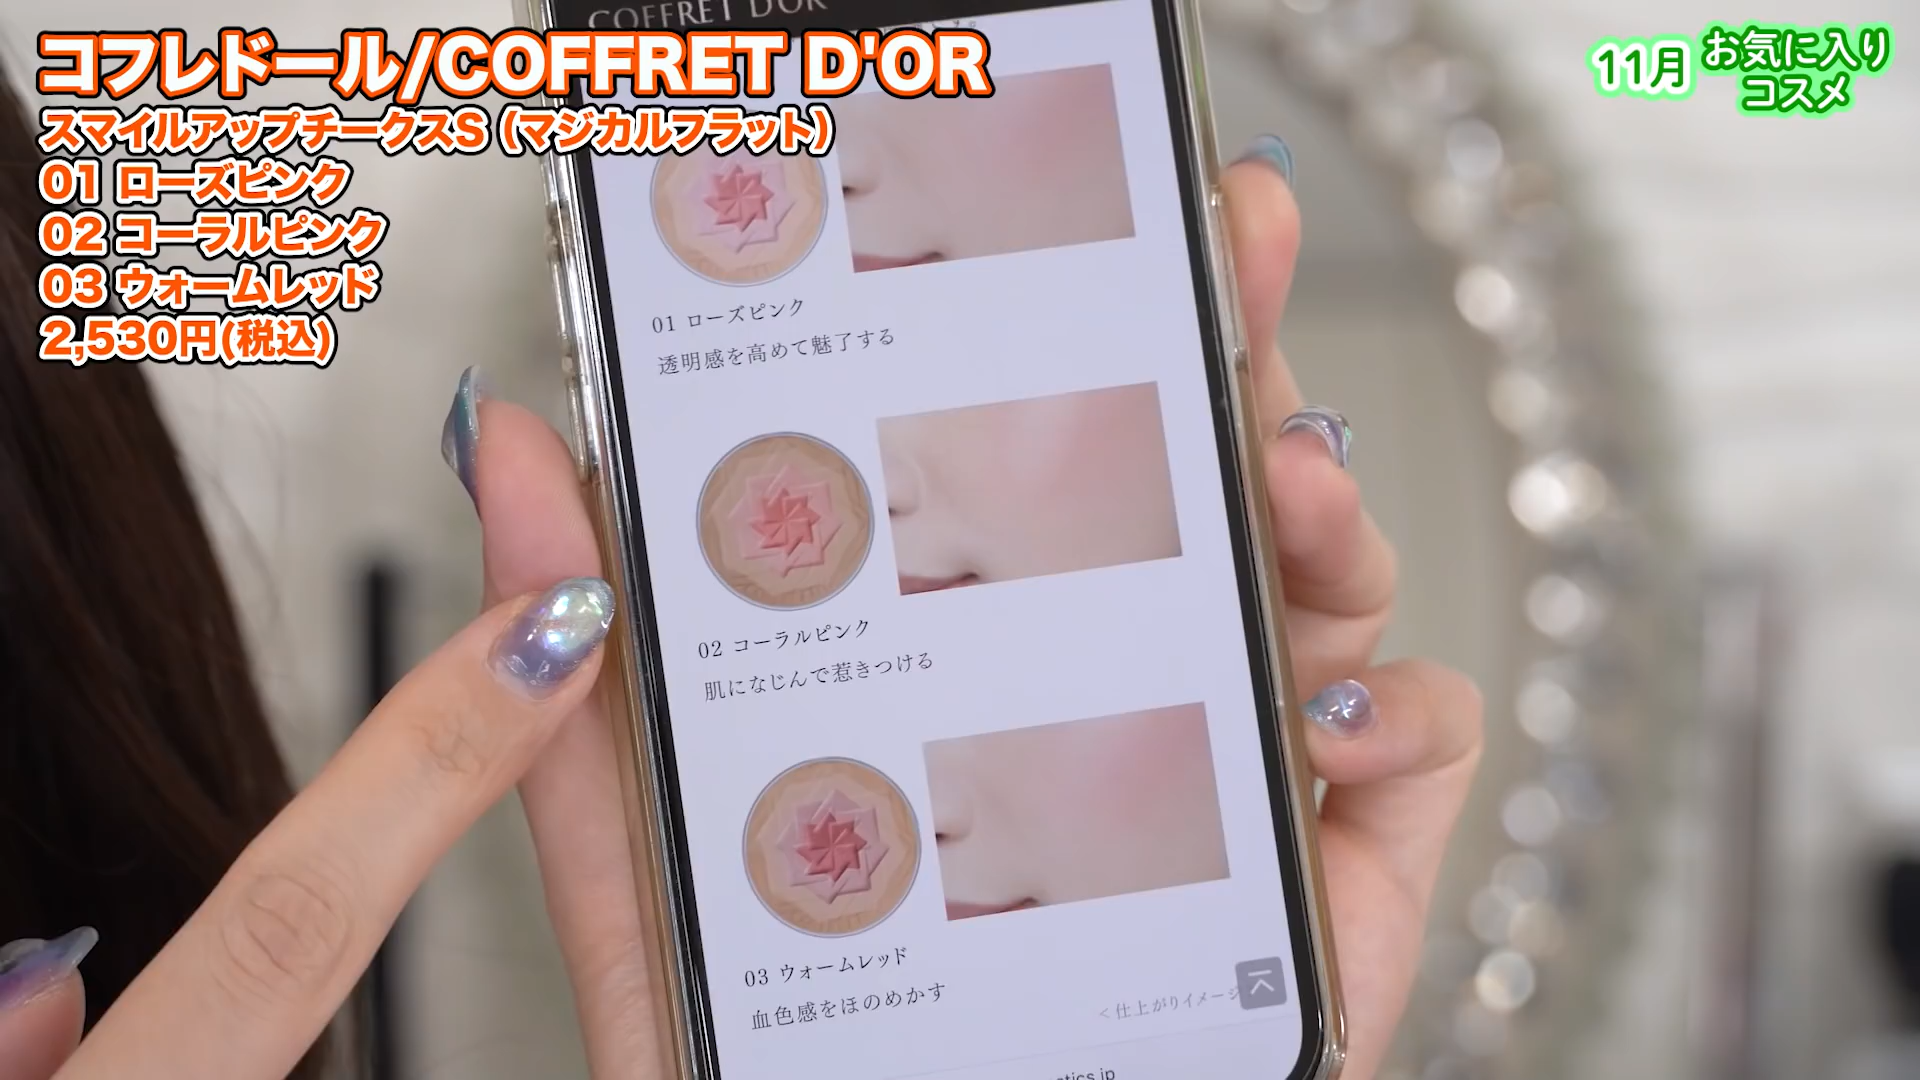 コフレドール/COFFRET D'OR
スマイルアップチークスS（マジカルフラット）
01 ローズピンク
02 コーラルピンク
03 ウォームレッド
2,530円(税込)
11月 お気に入り
コスメ
COFFRET D'OR
01 ローズピンク
透明感を高めて魅了する
02 コーラルピンク
肌になじんで惹きつける
03 ウォームレッド
血色感をほのめかす
<仕上がりイメージ